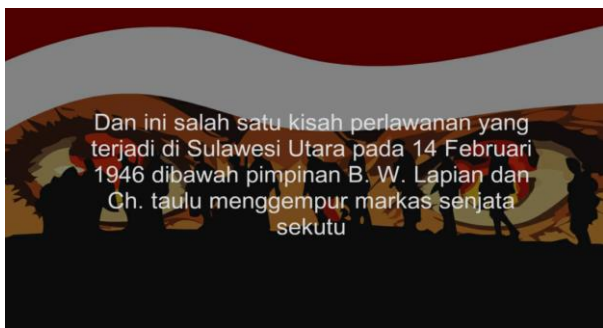 Dan ini salah satu kisah perlawanan yang
terjadi di Sulawesi Utara pada 14 Februari
1946 dibawah pimpinan B. W. Lapian dan
Ch. taulu menggempur markas senjata
sekutu